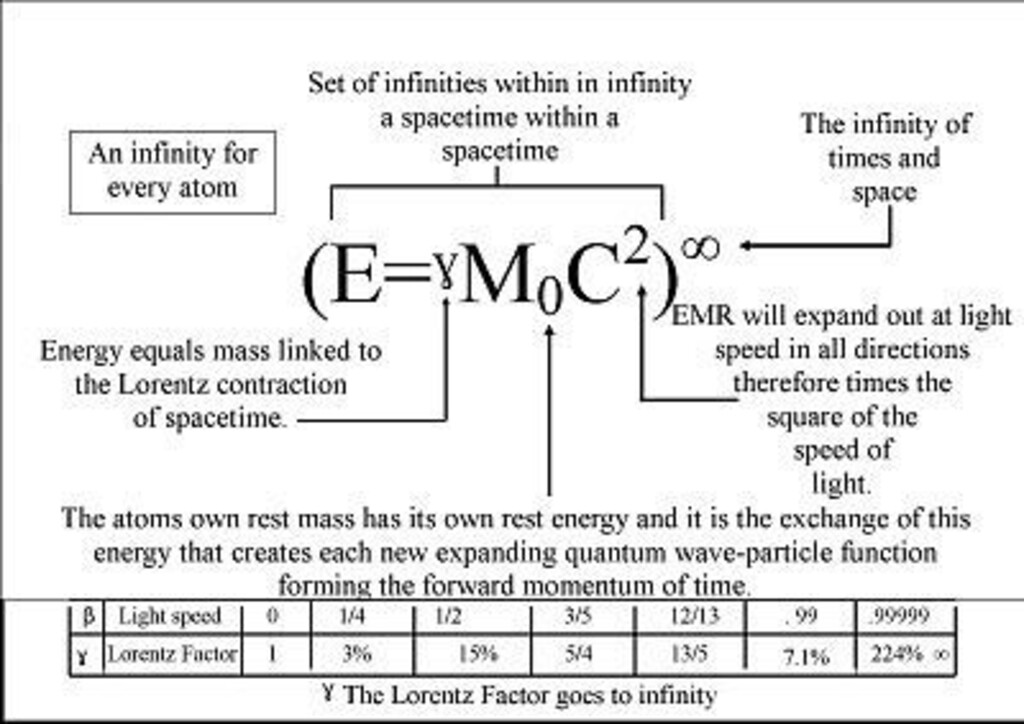 Set of infinities within in infinity
a spacetime within a
spacetime
An infinity for
every atom
The infinity of
times and
space
(E=γM₀C²)^∞
Energy equals mass linked to
the Lorentz contraction
of spacetime.
EMR will expand out at light
speed in all directions
therefore times the
square of the
speed of
light.
The atoms own rest mass has its own rest energy and it is the exchange of this
energy that creates each new expanding quantum wave-particle function
forming the forward momentum of time.
β Light speed 0 1/4 1/2 3/5 12/13 .99 .99999
γ Lorentz Factor 1 3% 15% 5/4 13/5 7.1% 224% ∞
γ The Lorentz Factor goes to infinity